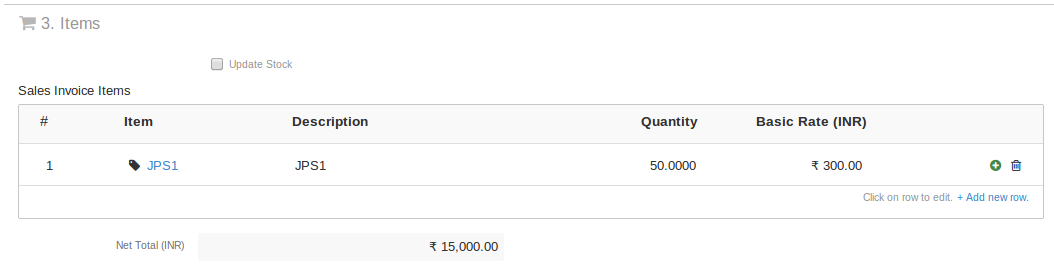 3. Items
Update Stock
Sales Invoice Items
# Item Description Quantity Basic Rate (INR)
1 JPS1 JPS1 50.0000 ₹ 300.00
Click on row to edit. + Add new row.
Net Total (INR) ₹ 15,000.00